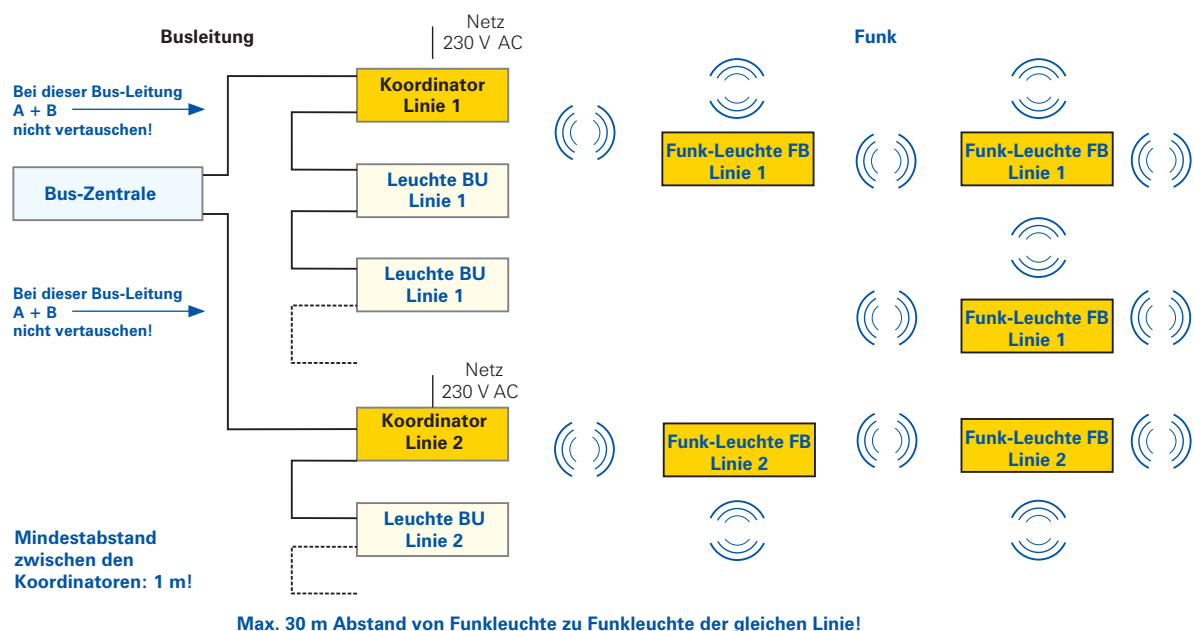 Busleitung
Netz
230 V AC
Funk
Bei dieser Bus-Leitung
A + B
nicht vertauschen!
Koordinator
Linie 1
Funk-Leuchte FB
Linie 1
Funk-Leuchte FB
Linie 1
Bus-Zentrale
Leuchte BU
Linie 1
Leuchte BU
Linie 1
Bei dieser Bus-Leitung
A + B
nicht vertauschen!
Funk-Leuchte FB
Linie 1
Netz
230 V AC
Koordinator
Linie 2
Funk-Leuchte FB
Linie 2
Funk-Leuchte FB
Linie 2
Leuchte BU
Linie 2
Mindestabstand
zwischen den
Koordinatoren: 1 m!
Max. 30 m Abstand von Funkleuchte zu Funkleuchte der gleichen Linie!